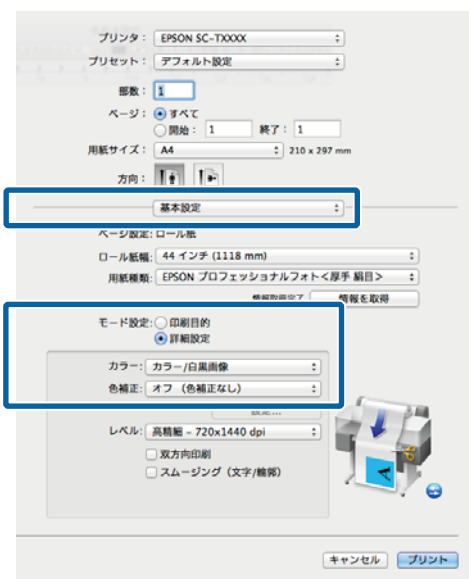 プリンタ： EPSON SC-TXXXX
プリセット： デフォルト設定
部数： 1
ページ： すべて
開始： 1 終了： 1
用紙サイズ： A4 210 x 297 mm
方向：
基本設定
ページ設定: ロール紙
ロール紙幅: 44 インチ (1118 mm)
用紙種類: EPSON プロフェッショナルフォト<厚手 絹目>
情報取得完了 情報を取得
モード設定: 印刷目的
詳細設定
カラー: カラー/白黒画像
色補正: オフ（色補正なし）
設定...
レベル: 高精細 – 720x1440 dpi
双方向印刷
スムージング（文字/輪郭）
キャンセル プリント